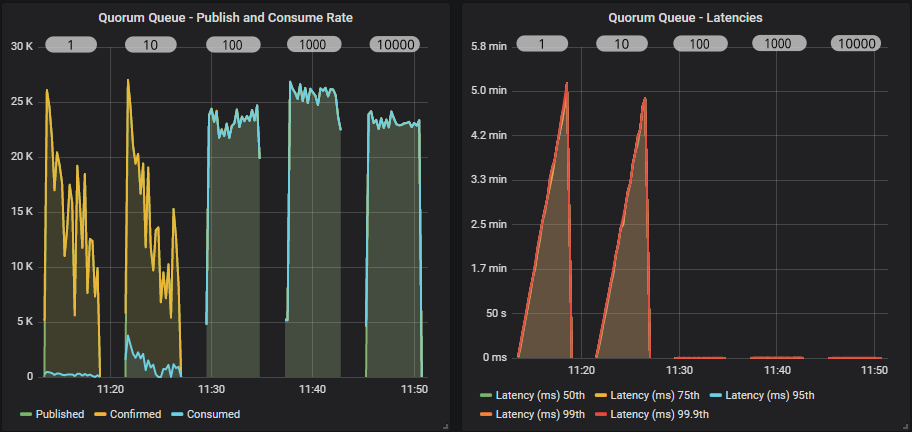 Quorum Queue - Publish and Consume Rate
1 10 100 1000 10000
30 K
25 K
20 K
15 K
10 K
5 K
0
11:20 11:30 11:40 11:50
Published Confirmed Consumed
Quorum Queue - Latencies
1 10 100 1000 10000
5.8 min
5.0 min
4.2 min
3.3 min
2.5 min
1.7 min
50 s
0 ms
11:20 11:30 11:40 11:50
Latency (ms) 50th Latency (ms) 75th Latency (ms) 95th
Latency (ms) 99th Latency (ms) 99.9th